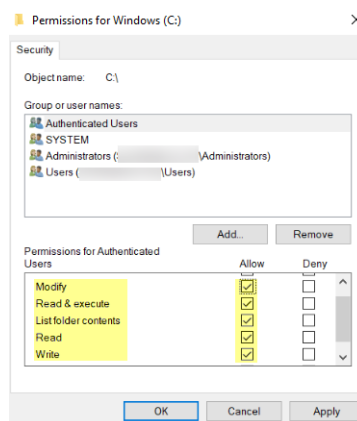 Permissions for Windows (C:)
Security
Object name: C:\
Group or user names:
Authenticated Users
SYSTEM
Administrators ( \Administrators)
Users ( \Users)
Add... Remove
Permissions for Authenticated
Users Allow Deny
Modify
Read & execute
List folder contents
Read
Write
OK Cancel Apply